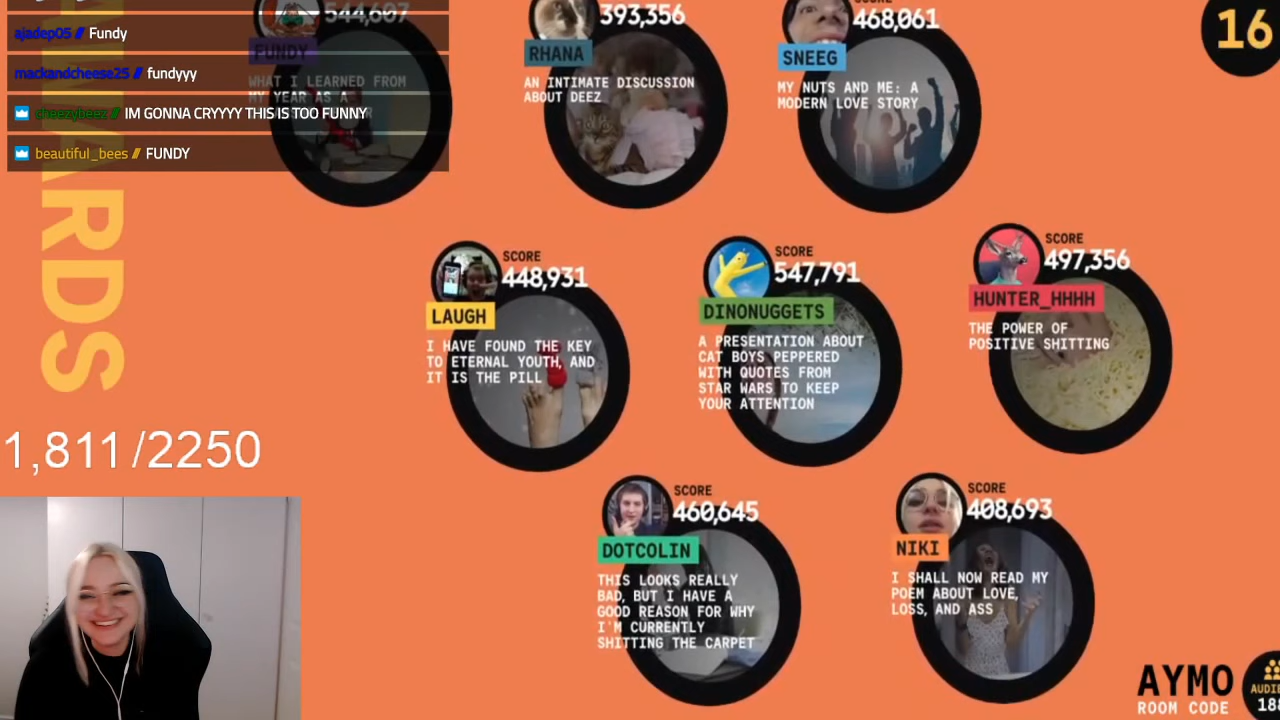 544,607
ajadep05 // Fundy
mackandcheese25 // fundyyy
cheezybeez // IM GONNA CRYYYY THIS IS TOO FUNNY
beautiful_bees // FUNDY
FUNDY
WHAT I LEARNED FROM
MY YEAR AS A
393,356
RHANA
AN INTIMATE DISCUSSION
ABOUT DEEZ
SCORE
468,061
SNEEG
MY NUTS AND ME: A
MODERN LOVE STORY
16
ARDS
SCORE
448,931
LAUGH
I HAVE FOUND THE KEY
TO ETERNAL YOUTH, AND
IT IS THE PILL
SCORE
547,791
DINONUGGETS
A PRESENTATION ABOUT
CAT BOYS PEPPERED
WITH QUOTES FROM
STAR WARS TO KEEP
YOUR ATTENTION
SCORE
497,356
HUNTER_HHHH
THE POWER OF
POSITIVE SHITTING
1,811/2250
SCORE
460,645
DOTCOLIN
THIS LOOKS REALLY
BAD, BUT I HAVE A
GOOD REASON FOR WHY
I'M CURRENTLY
SHITTING THE CARPET
SCORE
408,693
NIKI
I SHALL NOW READ MY
POEM ABOUT LOVE,
LOSS, AND ASS
AYMO
ROOM CODE